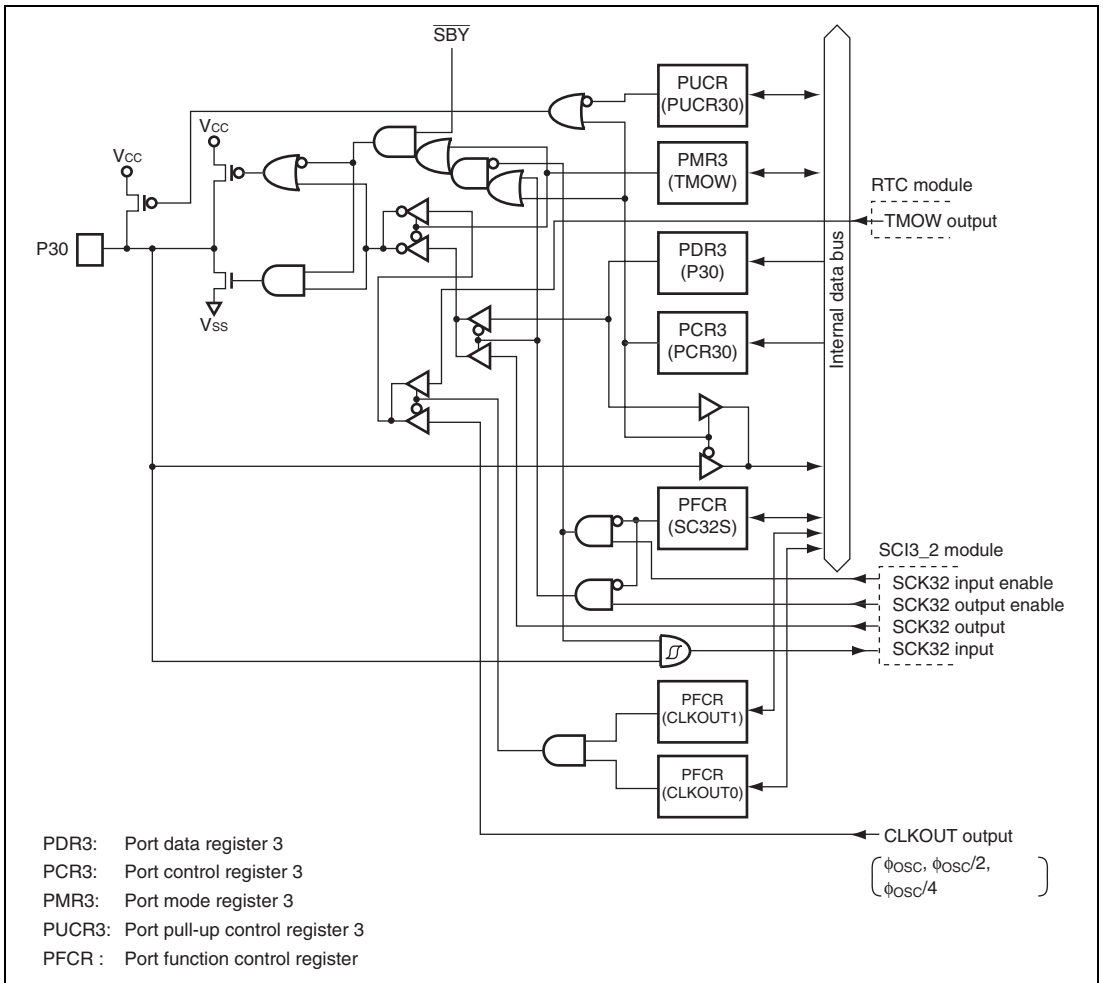 SBY
PUCR
(PUCR30)
VCC
VCC
PMR3
(TMOW)
RTC module
TMOW output
P30
PDR3
(P30)
VSS
Internal data bus
PCR3
(PCR30)
PFCR
(SC32S)
SCI3_2 module
SCK32 input enable
SCK32 output enable
SCK32 output
SCK32 input
PFCR
(CLKOUT1)
PFCR
(CLKOUT0)
CLKOUT output
φOSC, φOSC/2,
φOSC/4
PDR3: Port data register 3
PCR3: Port control register 3
PMR3: Port mode register 3
PUCR3: Port pull-up control register 3
PFCR : Port function control register